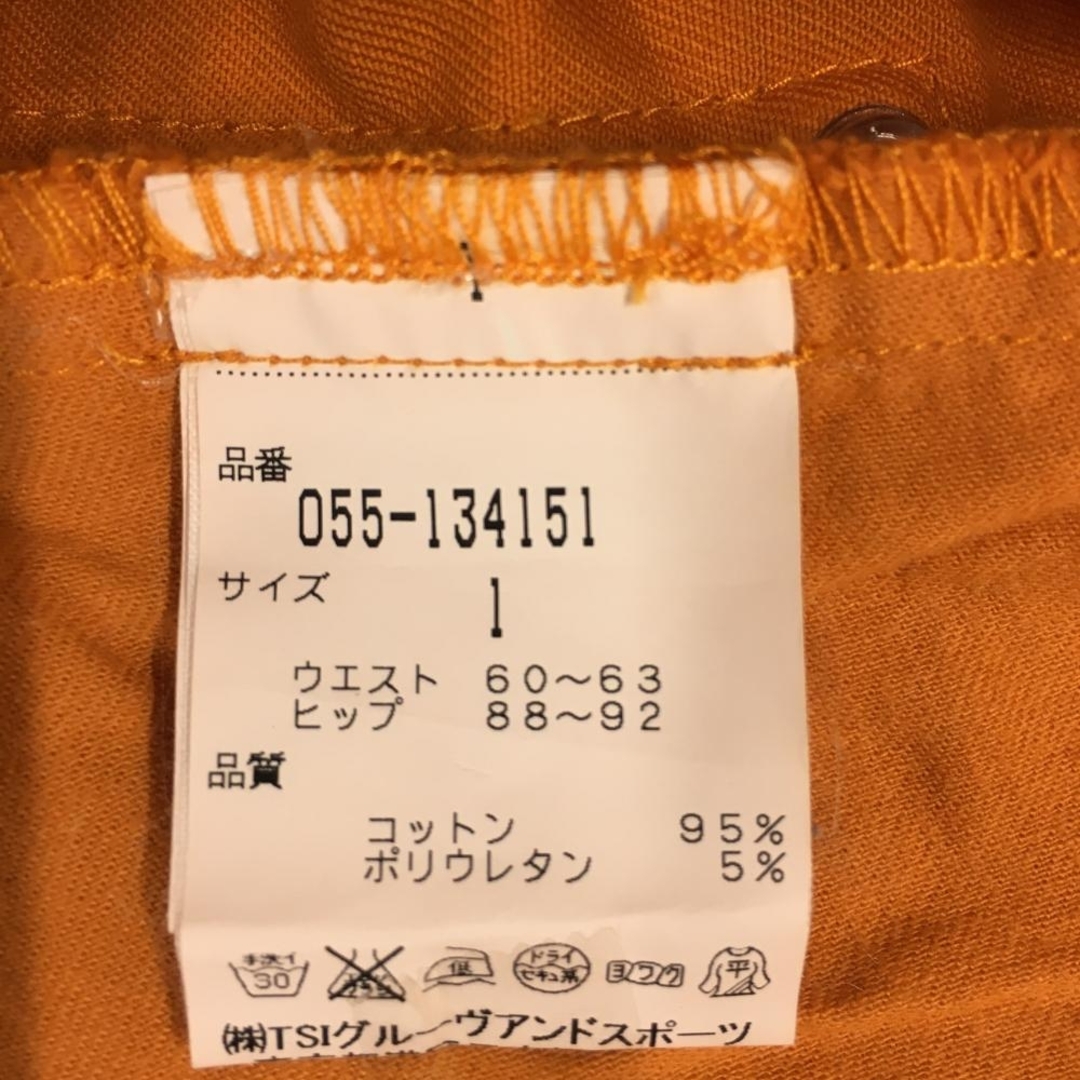 品番
055-134151
サイズ 1
ウエスト 60～63
ヒップ 88～92
品質
コットン 95%
ポリウレタン 5%
手洗イ 30 低 ドライ セキユ系 ヨワク 平
㈱TSIグルーヴアンドスポーツ